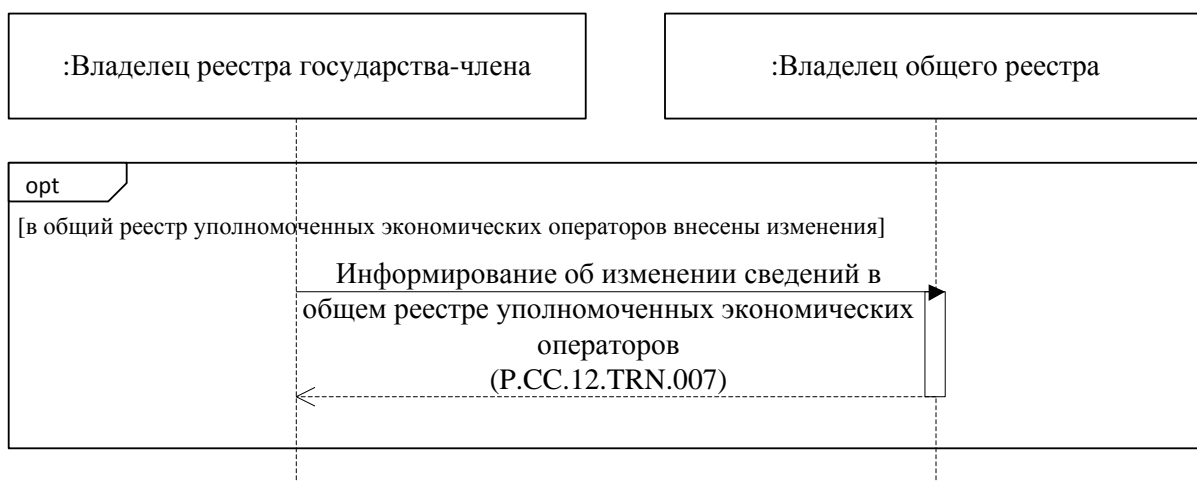 :Владелец реестра государства-члена
:Владелец общего реестра
opt
[в общий реестр уполномоченных экономических операторов внесены изменения]
Информирование об изменении сведений в
общем реестре уполномоченных экономических
операторов
(P.CC.12.TRN.007)